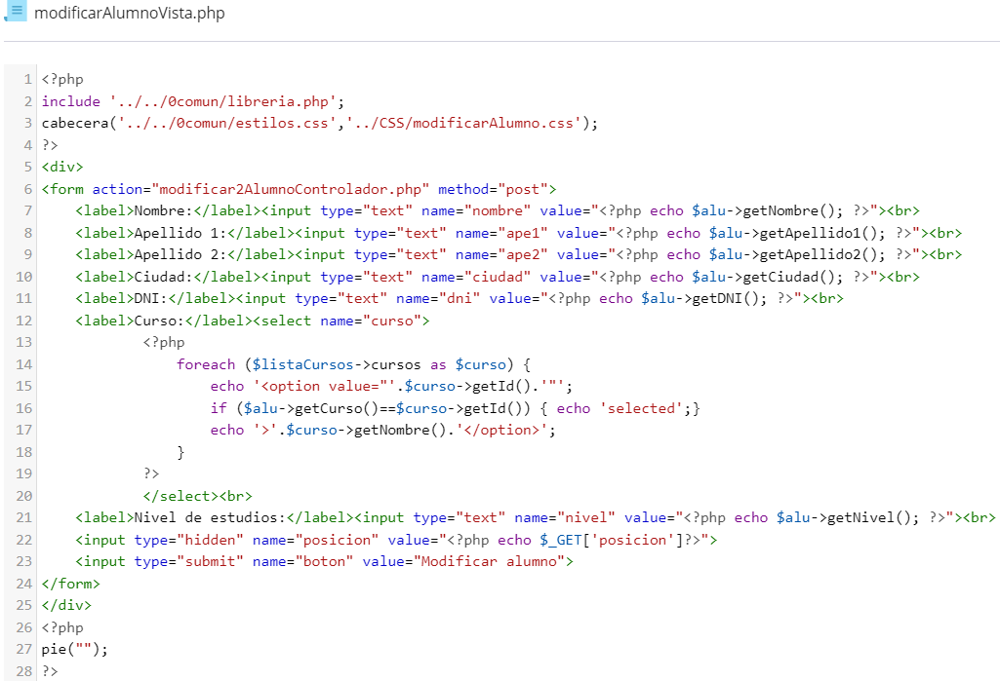 modificarAlumnoVista.php
1 <?php
2 include '../../0comun/libreria.php';
3 cabecera('../../0comun/estilos.css','../CSS/modificarAlumno.css');
4 ?>
5 <div>
6 <form action="modificar2AlumnoControlador.php" method="post">
7     <label>Nombre:</label><input type="text" name="nombre" value="<?php echo $alu->getNombre(); ?>"><br>
8     <label>Apellido 1:</label><input type="text" name="ape1" value="<?php echo $alu->getApellido1(); ?>"><br>
9     <label>Apellido 2:</label><input type="text" name="ape2" value="<?php echo $alu->getApellido2(); ?>"><br>
10     <label>Ciudad:</label><input type="text" name="ciudad" value="<?php echo $alu->getCiudad(); ?>"><br>
11     <label>DNI:</label><input type="text" name="dni" value="<?php echo $alu->getDNI(); ?>"><br>
12     <label>Curso:</label><select name="curso">
13             <?php
14                 foreach ($listaCursos->cursos as $curso) {
15                     echo '<option value="'.$curso->getId().'"';
16                     if ($alu->getCurso()==$curso->getId()) { echo 'selected';}
17                     echo '>'.$curso->getNombre().'</option>';
18                 }
19             ?>
20             </select><br>
21     <label>Nivel de estudios:</label><input type="text" name="nivel" value="<?php echo $alu->getNivel(); ?>"><br>
22     <input type="hidden" name="posicion" value="<?php echo $_GET['posicion']?>">
23     <input type="submit" name="boton" value="Modificar alumno">
24 </form>
25 </div>
26 <?php
27 pie("");
28 ?>